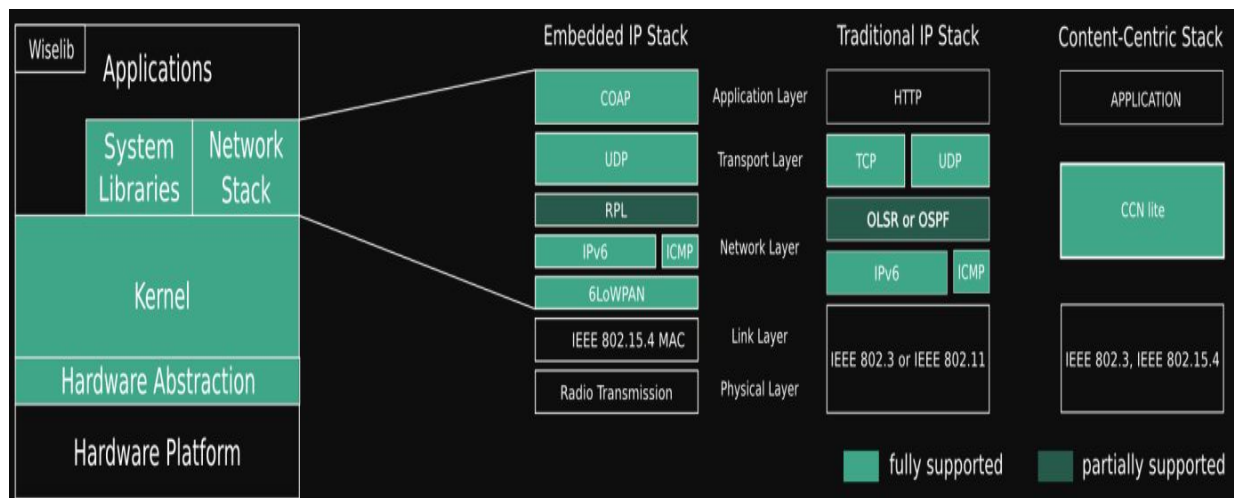 Wiselib
Applications
System
Libraries
Network
Stack
Kernel
Hardware Abstraction
Hardware Platform
Embedded IP Stack
COAP
UDP
RPL
IPv6
ICMP
6LoWPAN
IEEE 802.15.4 MAC
Radio Transmission
Application Layer
Transport Layer
Network Layer
Link Layer
Physical Layer
Traditional IP Stack
HTTP
TCP
UDP
OLSR or OSPF
IPv6
ICMP
IEEE 802.3 or IEEE 802.11
Content-Centric Stack
APPLICATION
CCN lite
IEEE 802.3, IEEE 802.15.4
fully supported
partially supported